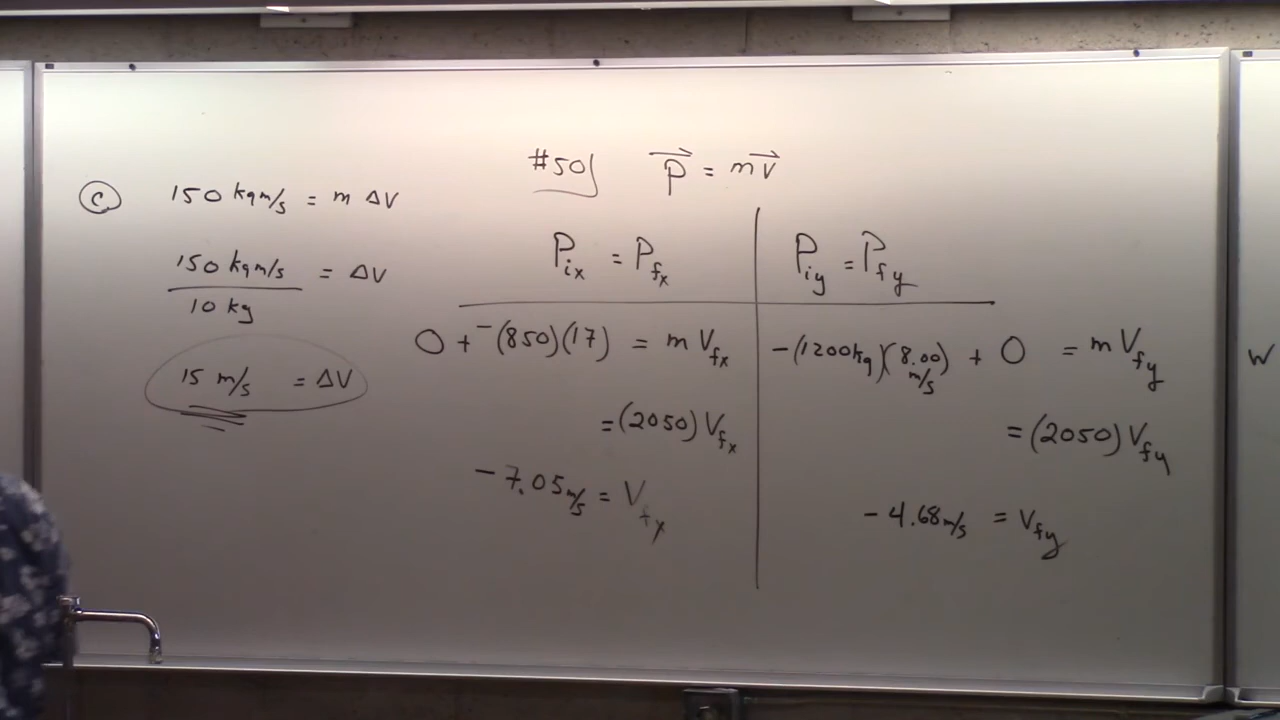 Ⓒ 150 kgm/s = m ΔV
150 kgm/s / 10 kg = ΔV
15 m/s = ΔV
#50) P⃗ = mV⃗
P_ix = P_fx
0 + -(850)(17) = m V_fx
= (2050) V_fx
-7.05 m/s = V_fx
P_iy = P_fy
-(1200kg)(8.00 m/s) + 0 = m V_fy
= (2050) V_fy
-4.68 m/s = V_fy
W